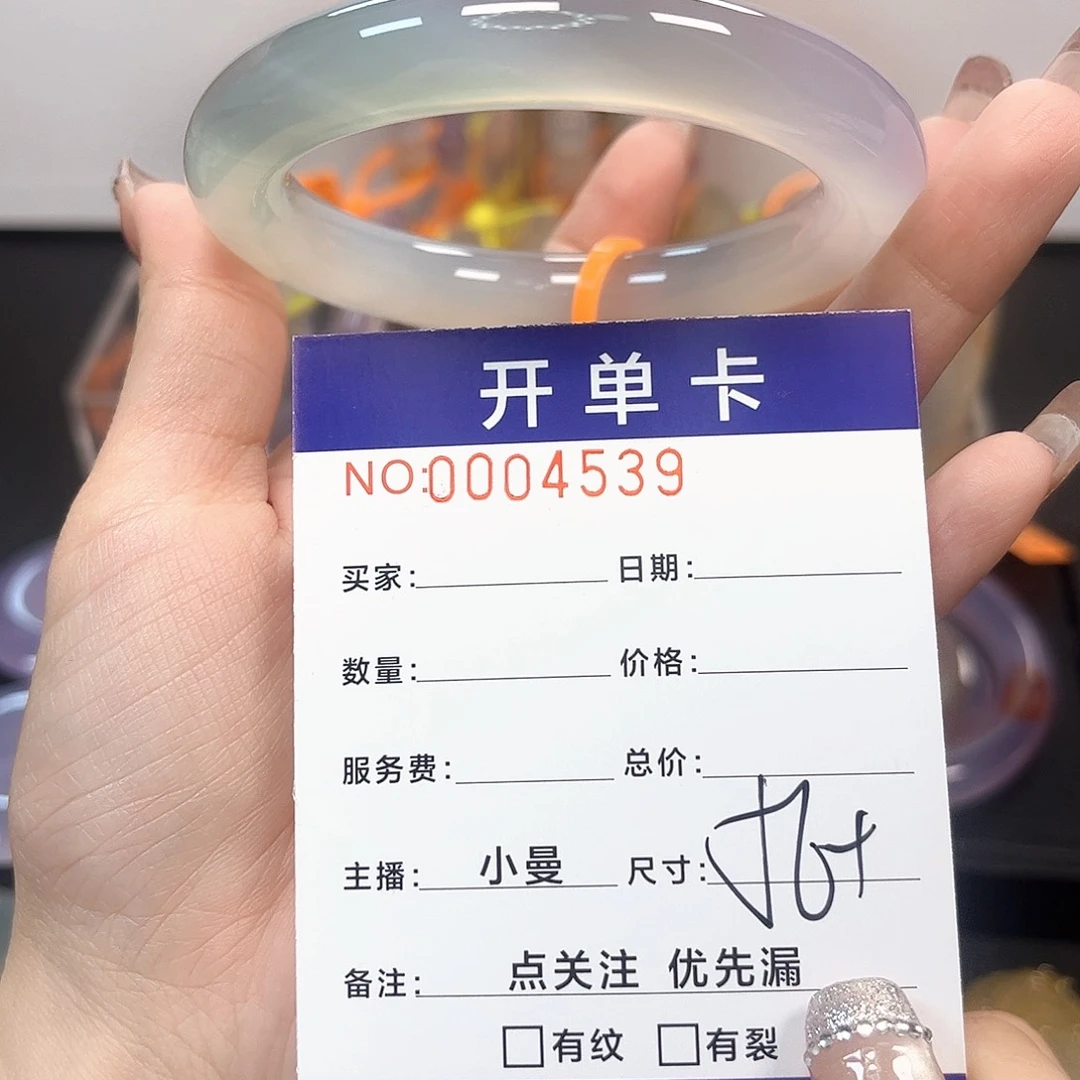 开单卡
NO:0004539
买家: 日期:
数量: 价格:
服务费: 总价:
主播: 小曼 尺寸: 56+
备注: 点关注 优先漏
□有纹 □有裂